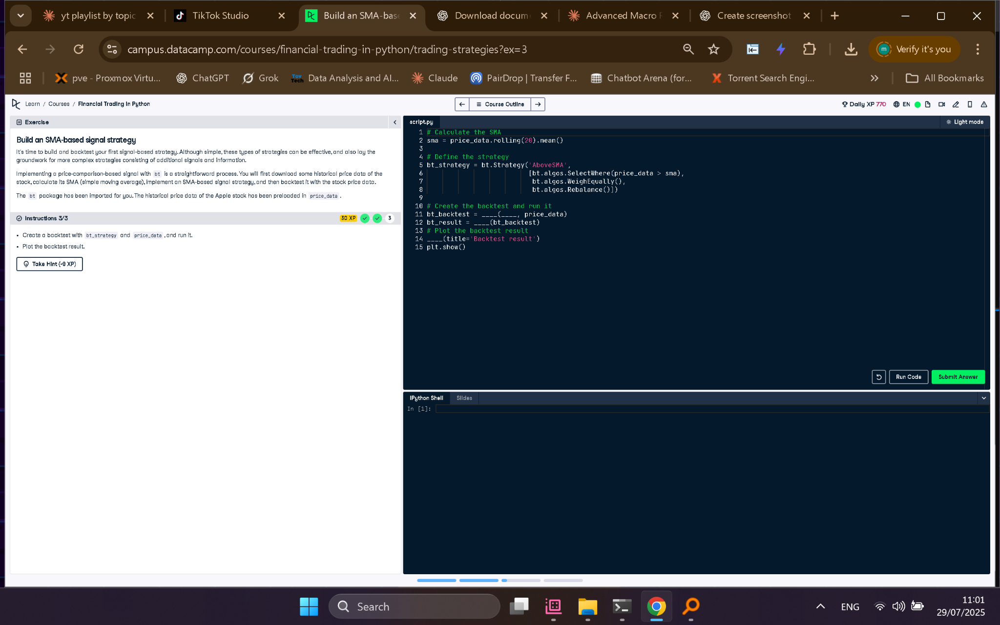 yt playlist by topic
TikTok Studio
Build an SMA-bas
Download docum
Advanced Macro
Create screenshot
campus.datacamp.com/courses/financial-trading-in-python/trading-strategies?ex=3
m
Verify it's you
pve - Proxmox Virtu...
ChatGPT
Grok
Tov Tech
Data Analysis and AI...
Claude
PairDrop | Transfer F...
Chatbot Arena (for...
Torrent Search Engi...
All Bookmarks
Learn / Courses / Financial Trading in Python
Course Outline
Daily XP 770
EN
Exercise
Build an SMA-based signal strategy
It's time to build and backtest your first signal-based strategy. Although simple, these types of strategies can be effective, and also lay the
groundwork for more complex strategies consisting of additional signals and information.
Implementing a price-comparison-based signal with bt is a straightforward process. You will first download some historical price data of the
stock, calculate its SMA (simple moving average), implement an SMA-based signal strategy, and then backtest it with the stock price data.
The bt package has been imported for you. The historical price data of the Apple stock has been preloaded in price_data .
Instructions 3/3
30 XP
3
• Create a backtest with bt_strategy and price_data , and run it.
• Plot the backtest result.
Take Hint (-9 XP)
script.py
Light mode
1 # Calculate the SMA
2 sma = price_data.rolling(20).mean()
3
4 # Define the strategy
5 bt_strategy = bt.Strategy('AboveSMA',
6 [bt.algos.SelectWhere(price_data > sma),
7 bt.algos.WeighEqually(),
8 bt.algos.Rebalance()])
9
10 # Create the backtest and run it
11 bt_backtest = ____(____, price_data)
12 bt_result = ____(bt_backtest)
13 # Plot the backtest result
14 ____(title='Backtest result')
15 plt.show()
Run Code
Submit Answer
IPython Shell
Slides
In [1]:
Search
ENG
11:01
29/07/2025